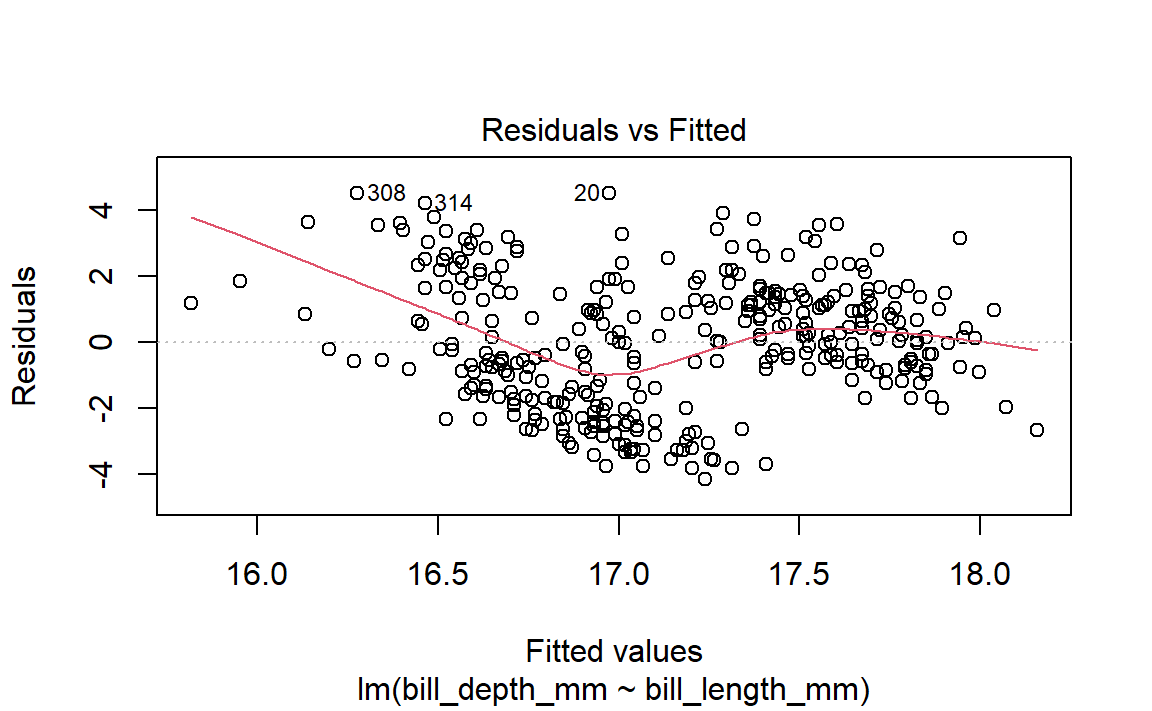 Residuals vs Fitted
308
314
20
Residuals
4
2
0
-2
-4
16.0 16.5 17.0 17.5 18.0
Fitted values
lm(bill_depth_mm ~ bill_length_mm)